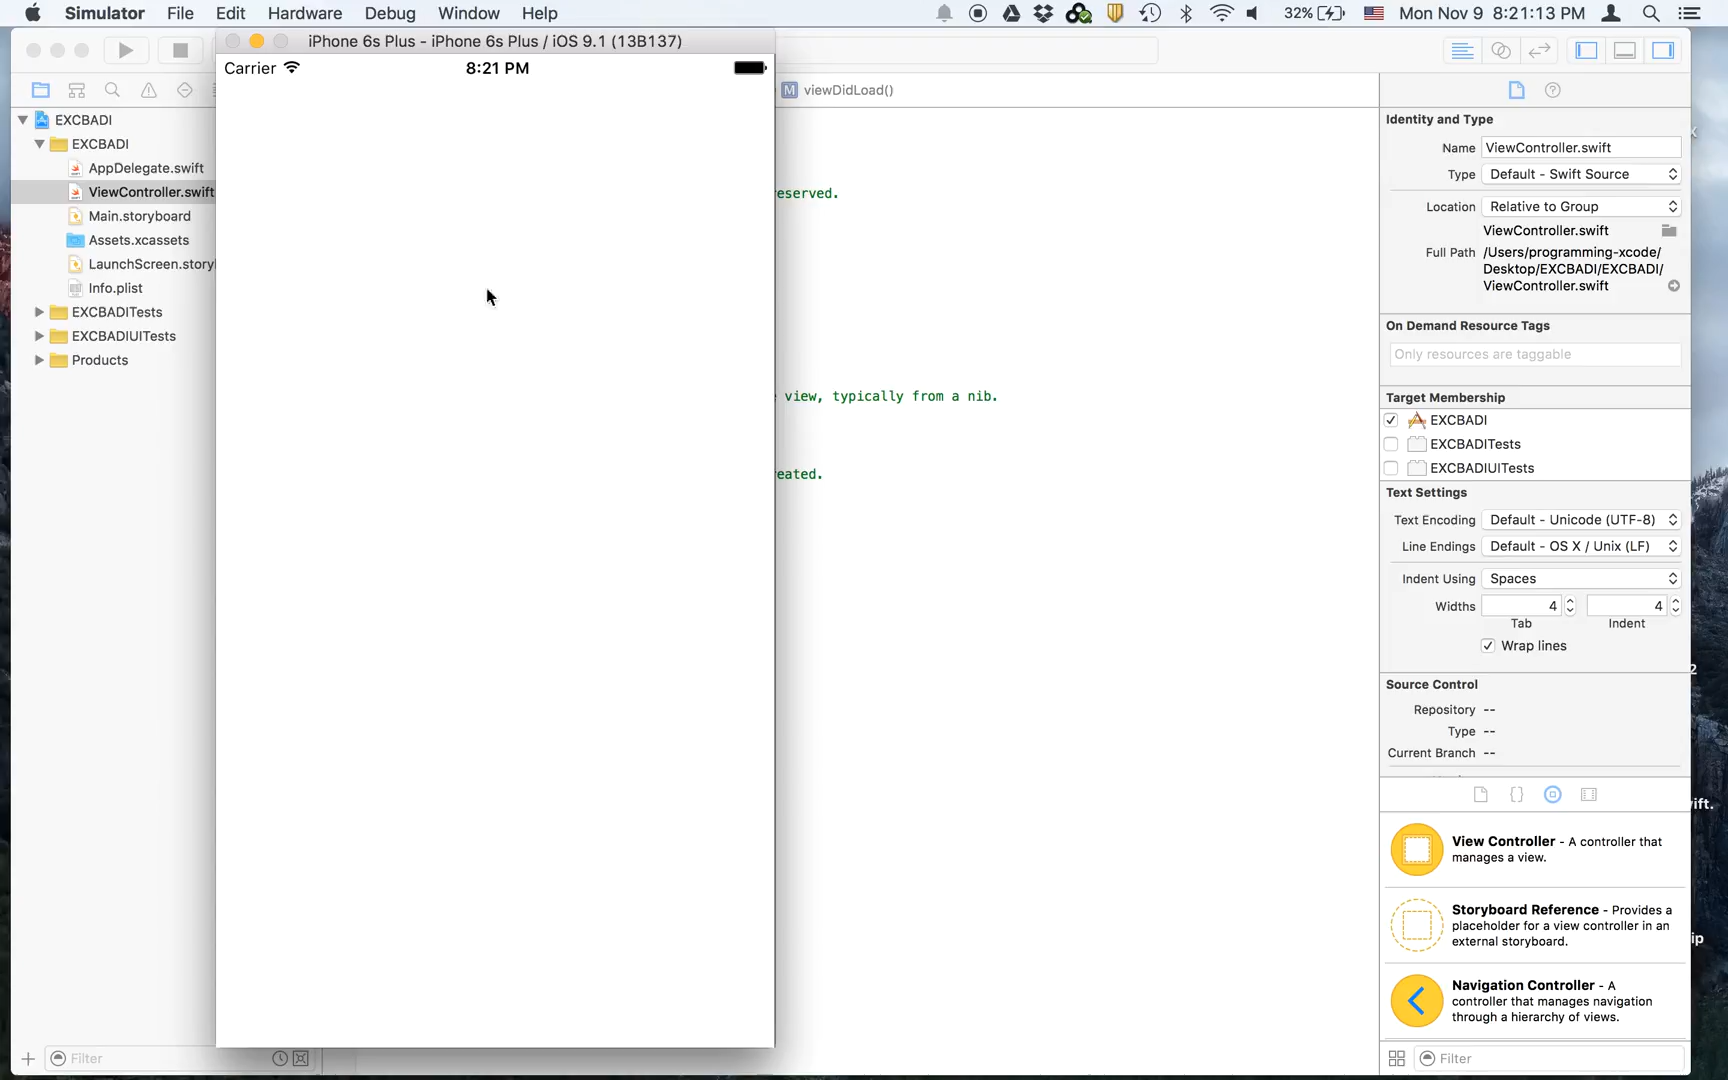 Simulator File Edit Hardware Debug Window Help 32% Mon Nov 9 8:21:13 PM
iPhone 6s Plus - iPhone 6s Plus / iOS 9.1 (13B137)
Carrier 8:21 PM
M viewDidLoad()
EXCBADI
EXCBADI
AppDelegate.swift
ViewController.swift
Main.storyboard
Assets.xcassets
LaunchScreen.story
Info.plist
EXCBADITests
EXCBADIUITests
Products
Filter
eserved.
view, typically from a nib.
eated.
Identity and Type
Name ViewController.swift
Type Default - Swift Source
Location Relative to Group
ViewController.swift
Full Path /Users/programming-xcode/
Desktop/EXCBADI/EXCBADI/
ViewController.swift
On Demand Resource Tags
Only resources are taggable
Target Membership
EXCBADI
EXCBADITests
EXCBADIUITests
Text Settings
Text Encoding Default - Unicode (UTF-8)
Line Endings Default - OS X / Unix (LF)
Indent Using Spaces
Widths 4 4
Tab Indent
Wrap lines
Source Control
Repository --
Type --
Current Branch --
{}
View Controller - A controller that
manages a view.
Storyboard Reference - Provides a
placeholder for a view controller in an
external storyboard.
Navigation Controller - A
controller that manages navigation
through a hierarchy of views.
Filter
X
2
ift.
ip